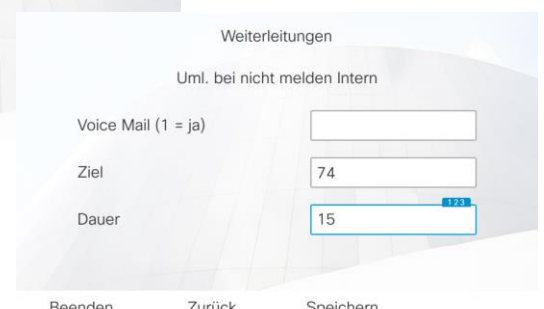 Weiterleitungen
Uml. bei nicht melden Intern
Voice Mail (1 = ja)
Ziel 74
123
Dauer 15
Beenden Zurück Speichern